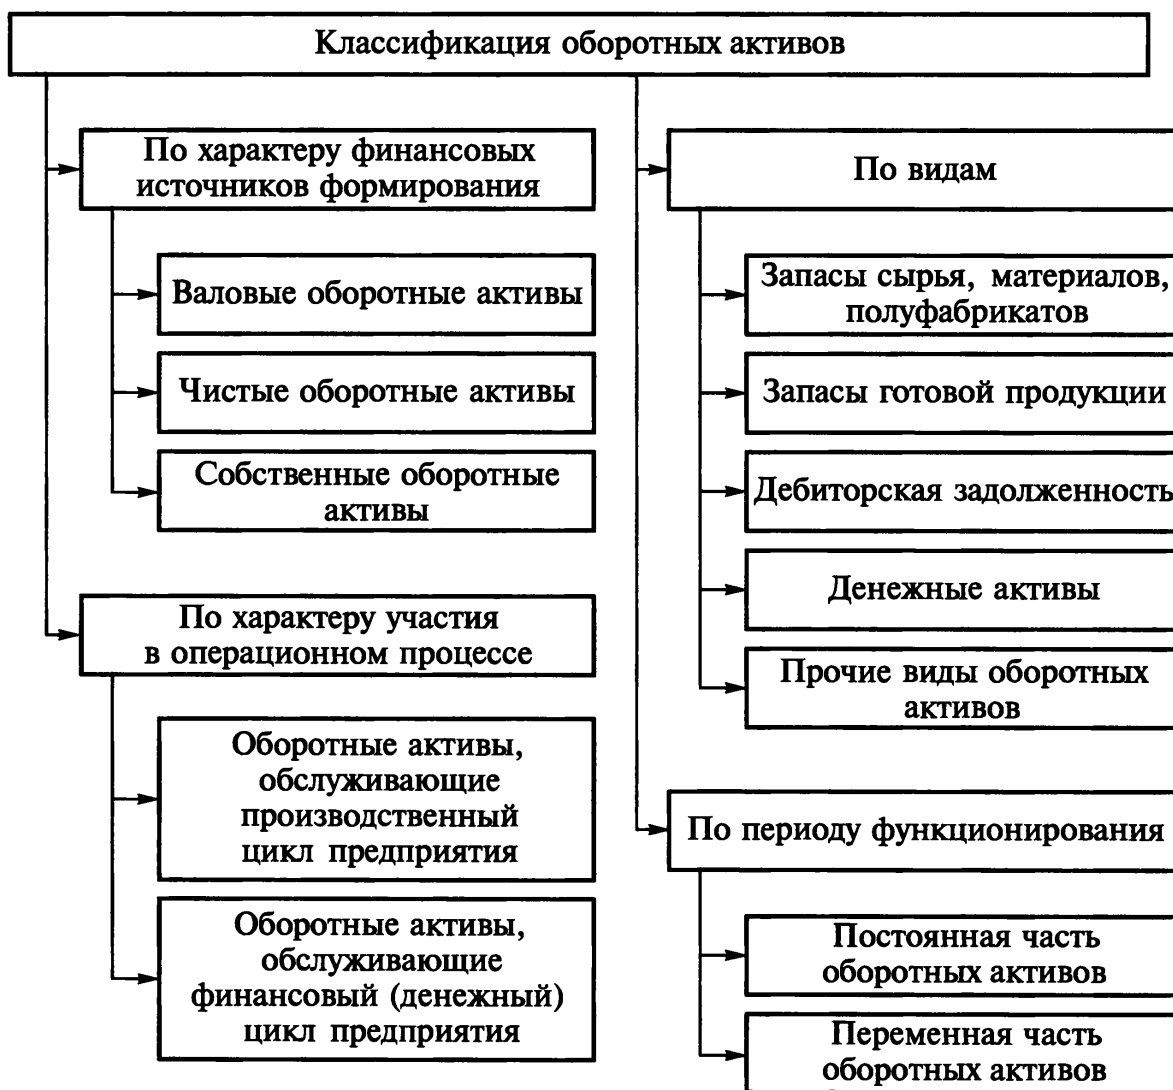 Классификация оборотных активов
По характеру финансовых
источников формирования
Валовые оборотные активы
Чистые оборотные активы
Собственные оборотные
активы
По характеру участия
в операционном процессе
Оборотные активы,
обслуживающие
производственный
цикл предприятия
Оборотные активы,
обслуживающие
финансовый (денежный)
цикл предприятия
По видам
Запасы сырья, материалов,
полуфабрикатов
Запасы готовой продукции
Дебиторская задолженность
Денежные активы
Прочие виды оборотных
активов
По периоду функционирования
Постоянная часть
оборотных активов
Переменная часть
оборотных активов